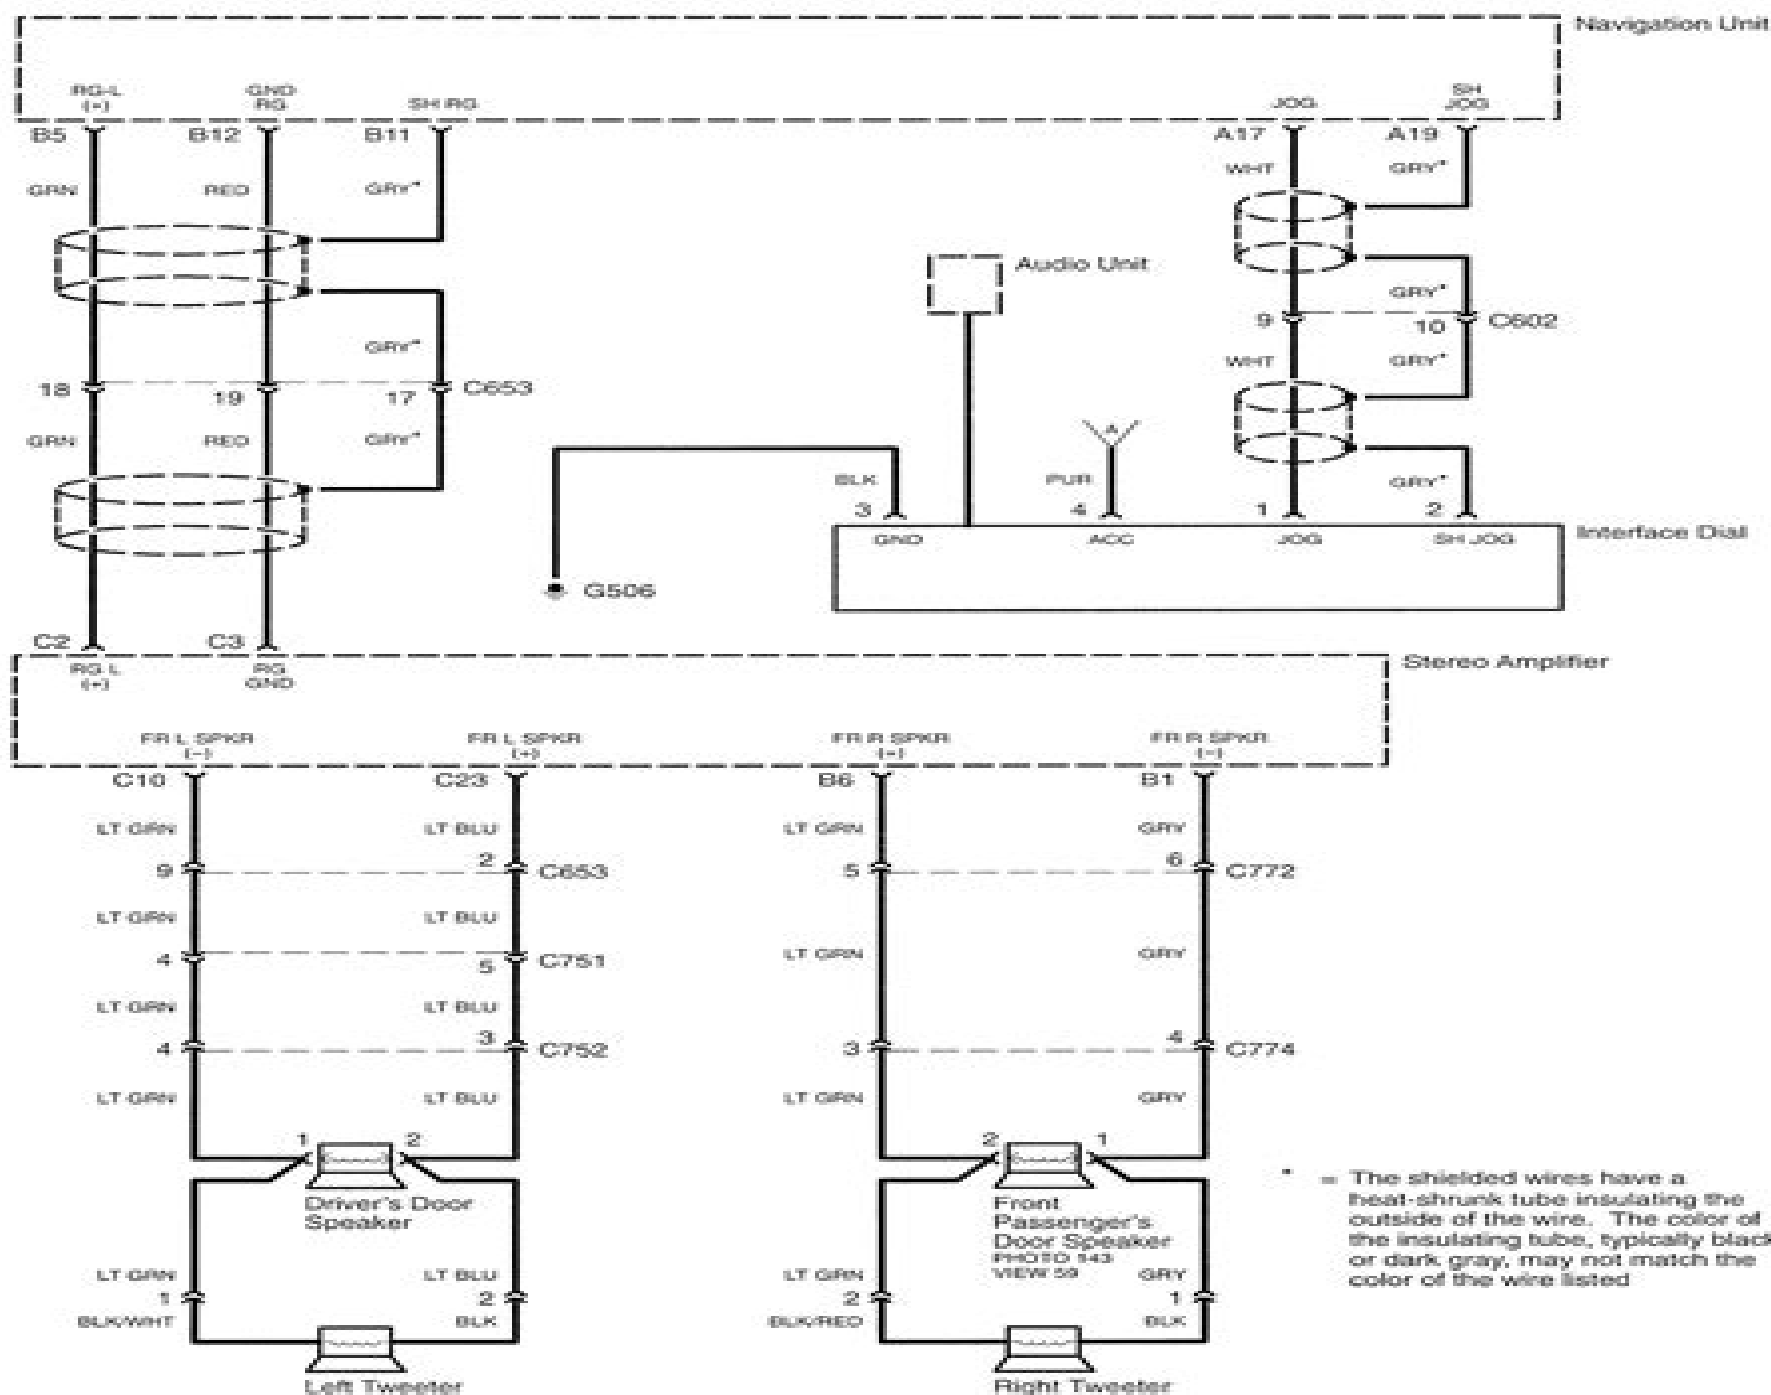 Navigation Unit
RG-L (-)
GND RG
SH RG
JOG
SH JOG
B5
B12
B11
A17
A19
GRN
RED
GRY*
WHT
GRY*
Audio Unit
GRY*
9
10
C602
GRY*
WHT
GRY*
18
19
17
C653
GRN
RED
GRY*
A
BLK
PUR
GRY*
3
4
1
2
GND
ACC
JOG
SH JOG
Interface Dial
G506
C2
C3
RG L (+)
RG GND
Stereo Amplifier
FR L SPKR (-)
FR L SPKR (+)
FR R SPKR (+)
FR R SPKR (-)
C10
C23
B6
B1
LT GRN
LT BLU
LT GRN
GRY
9
2
C653
5
6
C772
LT GRN
LT BLU
4
5
C751
LT GRN
GRY
LT GRN
LT BLU
4
3
C752
3
4
C774
LT GRN
LT BLU
LT GRN
GRY
1
2
2
1
Driver's Door
Speaker
Front
Passenger's
Door Speaker
PHOTO 143
VIEW 59
* = The shielded wires have a
heat-shrunk tube insulating the
outside of the wire. The color of
the insulating tube, typically black
or dark gray, may not match the
color of the wire listed
LT GRN
LT BLU
LT GRN
GRY
1
2
2
1
BLK/WHT
BLK
BLK/RED
BLK
Left Tweeter
Right Tweeter